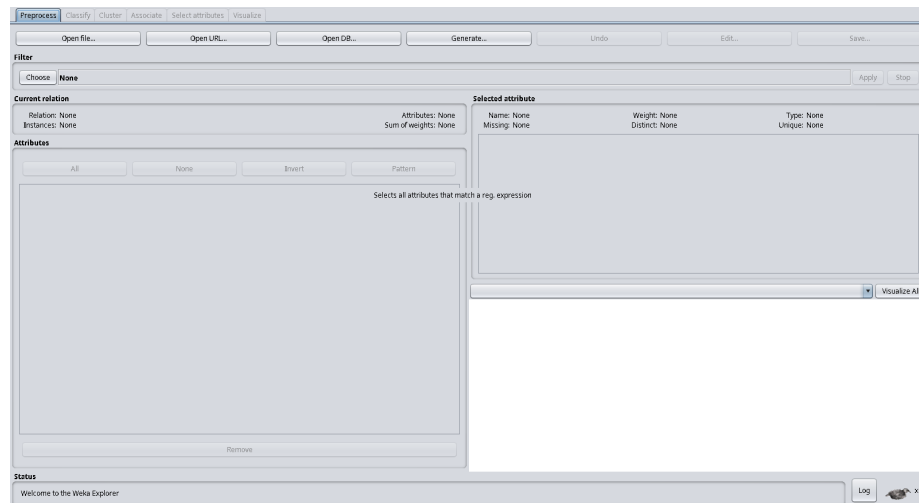 Preprocess Classify Cluster Associate Select attributes Visualize
Open file... Open URL... Open DB... Generate... Undo Edit... Save...
Filter
Choose None Apply Stop
Current relation
Relation: None Attributes: None
Instances: None Sum of weights: None
Selected attribute
Name: None Weight: None Type: None
Missing: None Distinct: None Unique: None
Attributes
All None Invert Pattern
Selects all attributes that match a reg. expression
Visualize All
Remove
Status
Welcome to the Weka Explorer
Log x